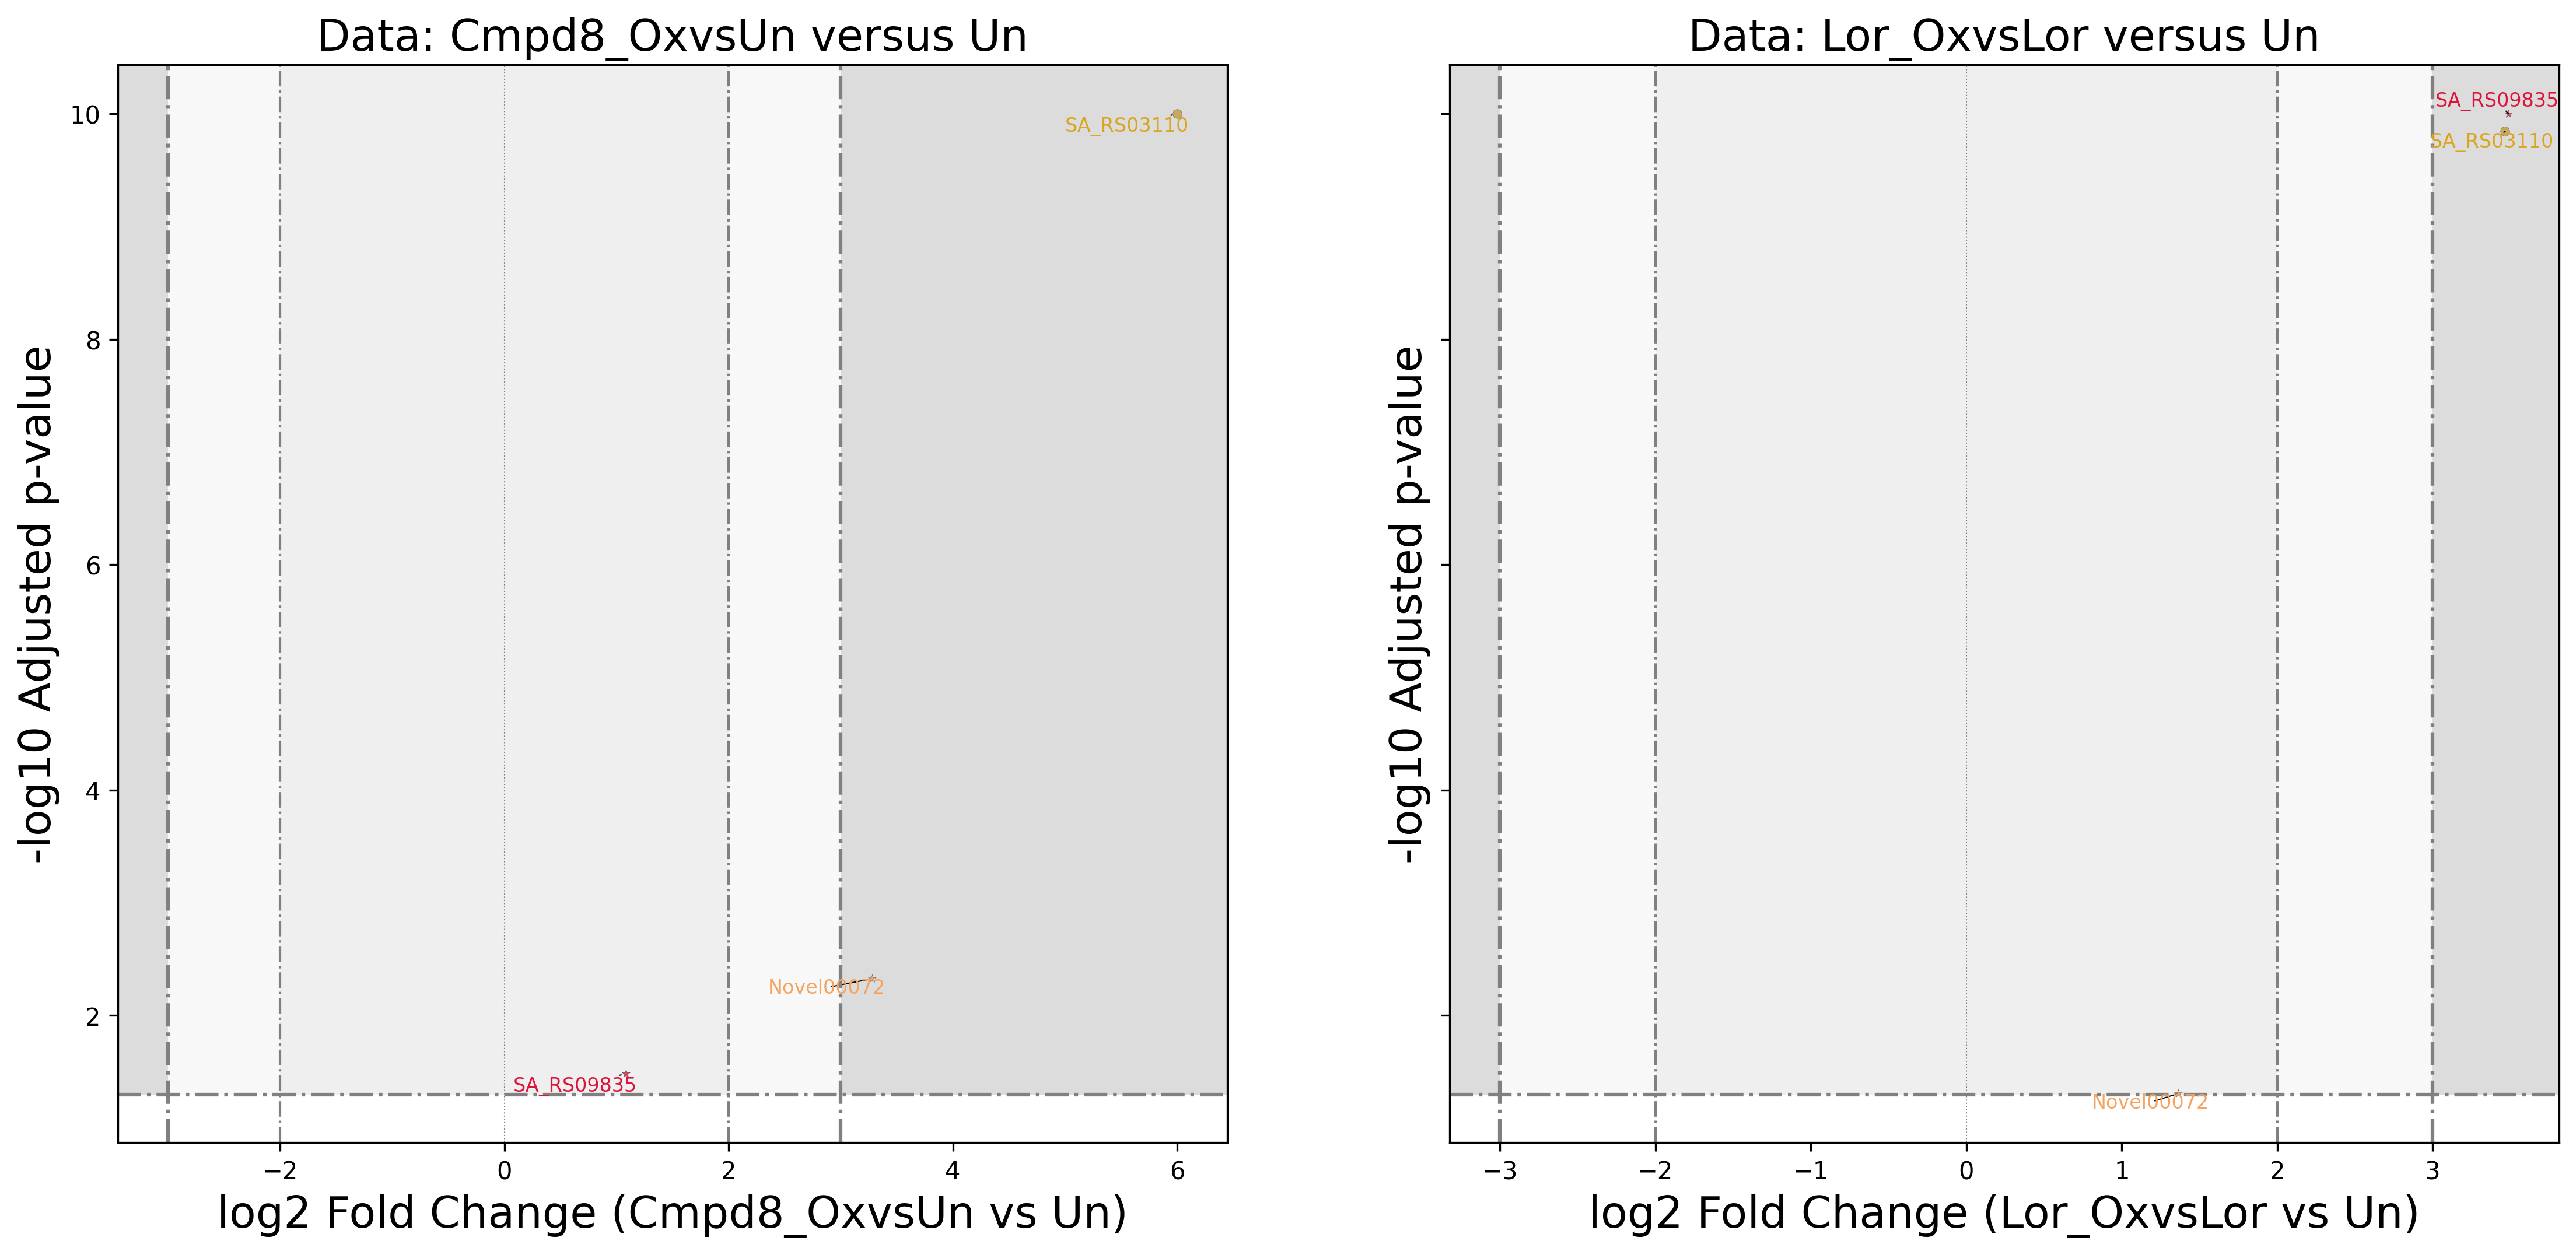 Data: Cmpd8_OxvsUn versus Un
-log10 Adjusted p-value
10
8
6
4
2
SA_RS03110
Novel00072
SA_RS09835
−2
0
2
4
6
log2 Fold Change (Cmpd8_OxvsUn vs Un)
Data: Lor_OxvsLor versus Un
-log10 Adjusted p-value
SA_RS09835
SA_RS03110
Novel00072
−3
−2
−1
0
1
2
3
log2 Fold Change (Lor_OxvsLor vs Un)